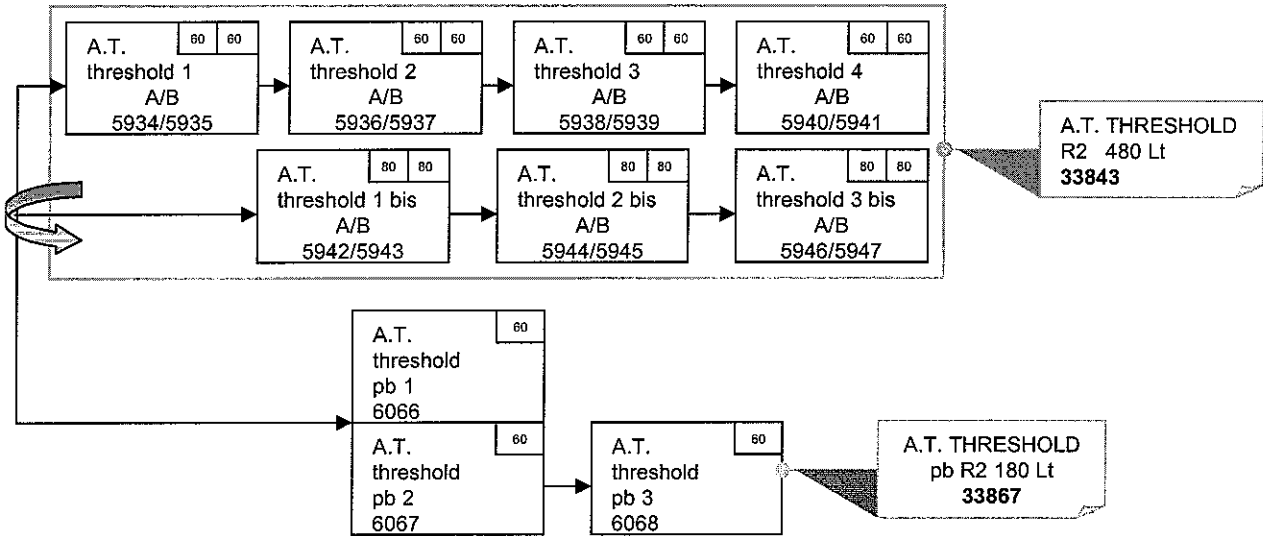 A.T.
60 60
threshold 1
A/B
5934/5935
A.T.
60 60
threshold 2
A/B
5936/5937
A.T.
60 60
threshold 3
A/B
5938/5939
A.T.
60 60
threshold 4
A/B
5940/5941
A.T. THRESHOLD
R2 480 Lt
33843
A.T.
80 80
threshold 1 bis
A/B
5942/5943
A.T.
80 80
threshold 2 bis
A/B
5944/5945
A.T.
80 80
threshold 3 bis
A/B
5946/5947
A.T.
60
threshold
pb 1
6066
A.T.
60
threshold
pb 2
6067
A.T.
60
threshold
pb 3
6068
A.T. THRESHOLD
pb R2 180 Lt
33867